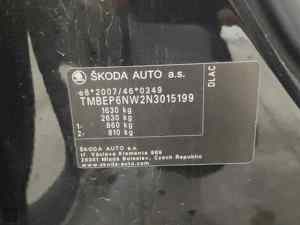 ŠKODA AUTO a.s.
e8*2007/46*0349
TMBEP6NW2N3015199
1630 kg
2630 kg
1- 860 kg
2- 810 kg
ŠKODA AUTO a.s.
tř. Václava Klementa 869
29301 Mladá Boleslav, Czech Rep.
www.skoda-auto.com
DLAC